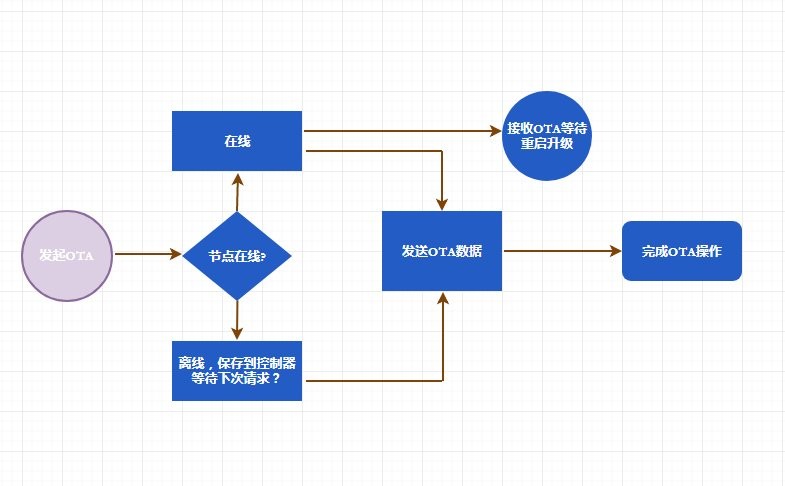 在线
接收OTA等待
重启升级
发起OTA
节点在线?
发送OTA数据
完成OTA操作
离线，保存到控制器
等待下次请求？